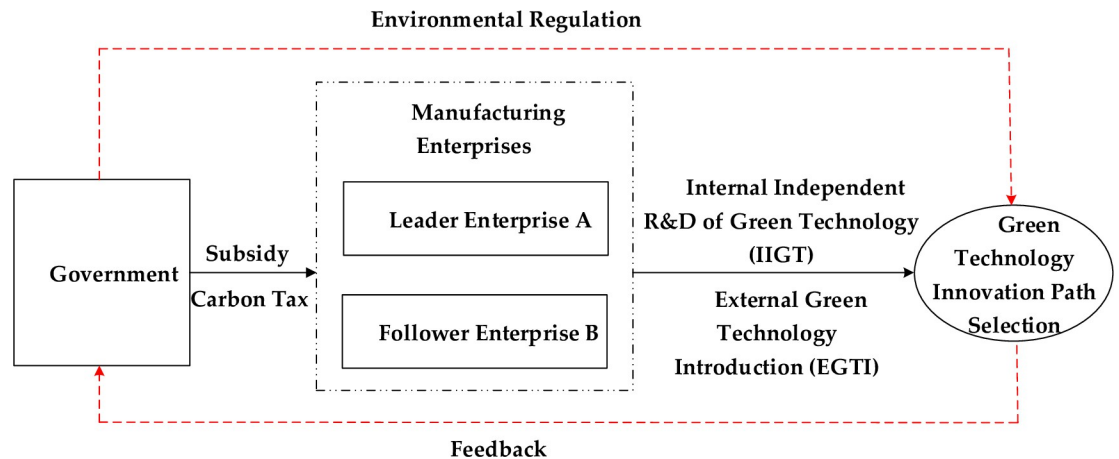 Environmental Regulation
Manufacturing
Enterprises
Leader Enterprise A
Follower Enterprise B
Government
Subsidy
Carbon Tax
Internal Independent
R&D of Green Technology
(IIGT)
External Green
Technology
Introduction (EGTI)
Green
Technology
Innovation Path
Selection
Feedback